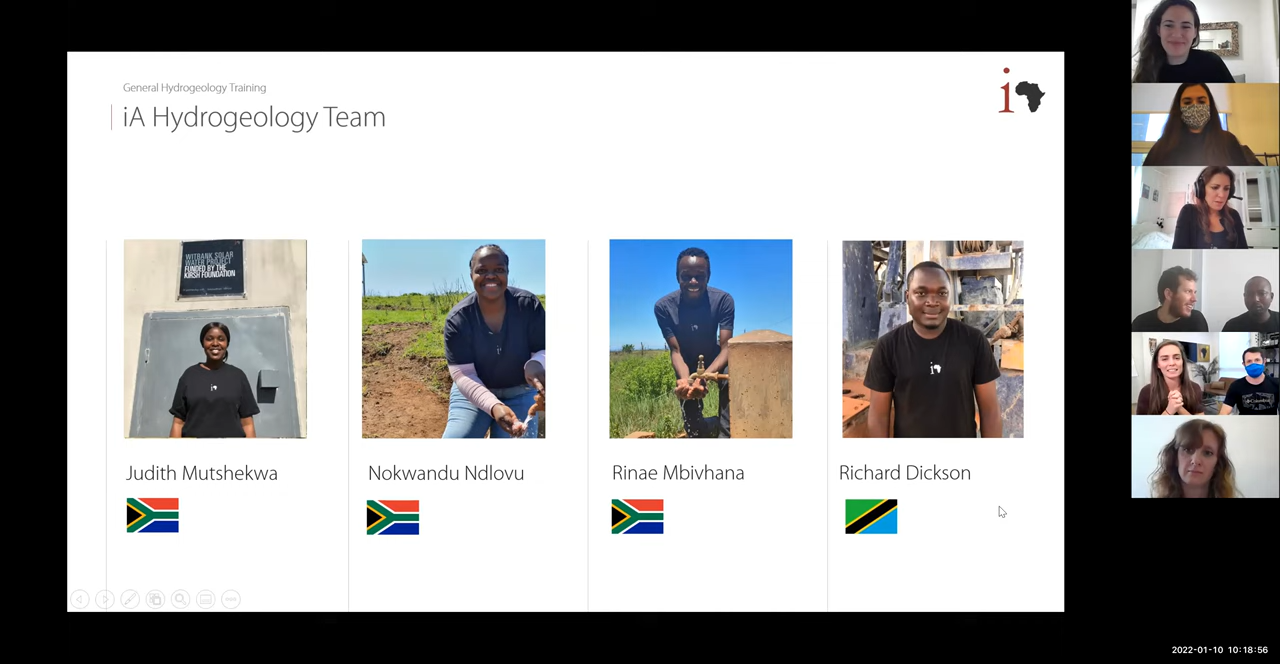 General Hydrogeology Training
iA Hydrogeology Team
i
WITBANK SOLAR
WATER PROJECT
FUNDED BY THE
KIRSH FOUNDATION
Judith Mutshekwa
Nokwandu Ndlovu
Rinae Mbivhana
Richard Dickson
Columbia
2022-01-10 10:18:56